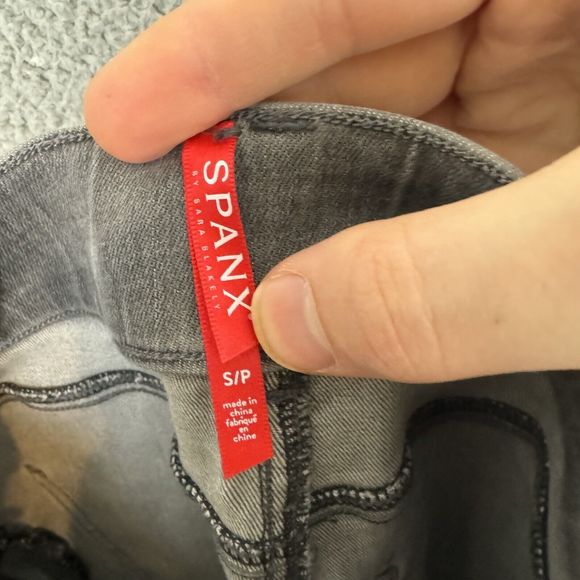 SPANX
BY SARA BLAKELY
S/P
made in
china
fabriqué
en
chine